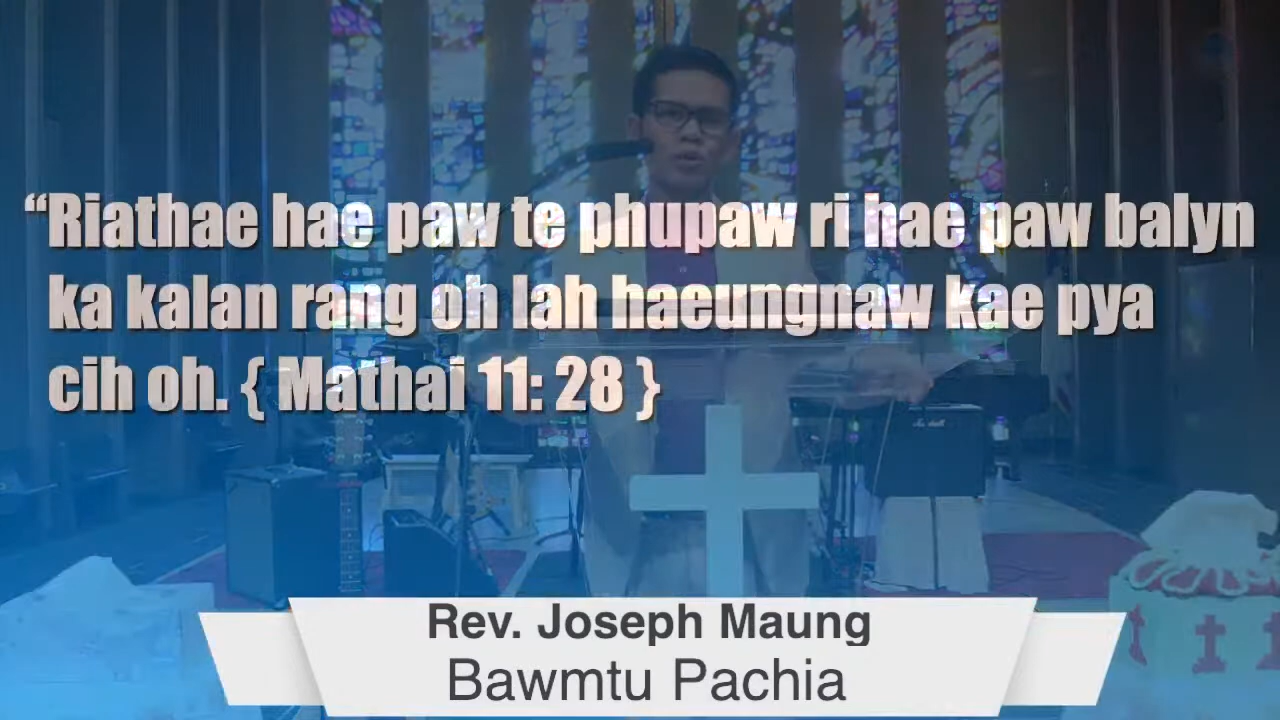 “Riathae hae paw te phupaw ri hae paw balyn
ka kalan rang oh lah haeungnaw kae pya
cih oh. { Mathai 11: 28 }
Marshall
Rev. Joseph Maung
Bawmtu Pachia